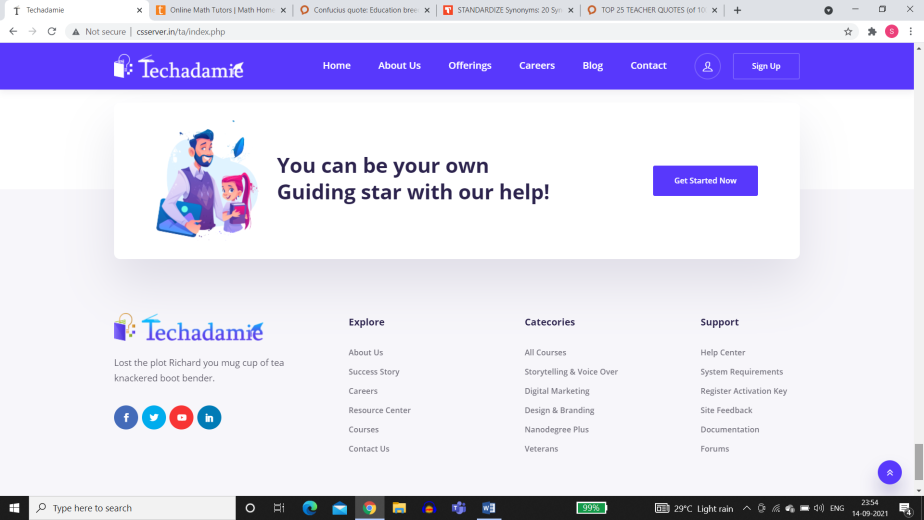 Techadamie
Online Math Tutors | Math Home
Confucius quote: Education bree
STANDARDIZE Synonyms: 20 Syn
TOP 25 TEACHER QUOTES (of 10
Not secure | csserver.in/ta/index.php
S
Techadamie
Home
About Us
Offerings
Careers
Blog
Contact
Sign Up
You can be your own
Guiding star with our help!
Get Started Now
Techadamie
Lost the plot Richard you mug cup of tea
knackered boot bender.
Explore
About Us
Success Story
Careers
Resource Center
Courses
Contact Us
Catecories
All Courses
Storytelling & Voice Over
Digital Marketing
Design & Branding
Nanodegree Plus
Veterans
Support
Help Center
System Requirements
Register Activation Key
Site Feedback
Documentation
Forums
Type here to search
99%
29°C Light rain
ENG
23:54
14-09-2021
4